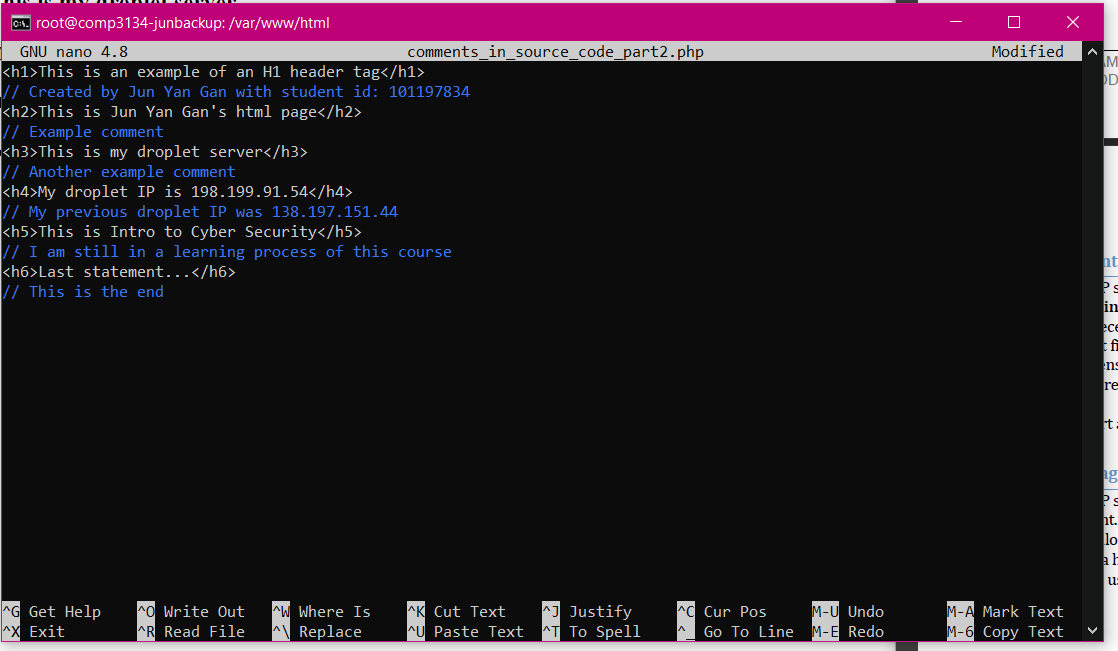 root@comp3134-junbackup: /var/www/html
GNU nano 4.8 comments_in_source_code_part2.php Modified
<h1>This is an example of an H1 header tag</h1>
// Created by Jun Yan Gan with student id: 101197834
<h2>This is Jun Yan Gan's html page</h2>
// Example comment
<h3>This is my droplet server</h3>
// Another example comment
<h4>My droplet IP is 198.199.91.54</h4>
// My previous droplet IP was 138.197.151.44
<h5>This is Intro to Cyber Security</h5>
// I am still in a learning process of this course
<h6>Last statement...</h6>
// This is the end
^G Get Help ^O Write Out ^W Where Is ^K Cut Text ^J Justify ^C Cur Pos M-U Undo M-A Mark Text
^X Exit ^R Read File ^\ Replace ^U Paste Text ^T To Spell ^_ Go To Line M-E Redo M-6 Copy Text